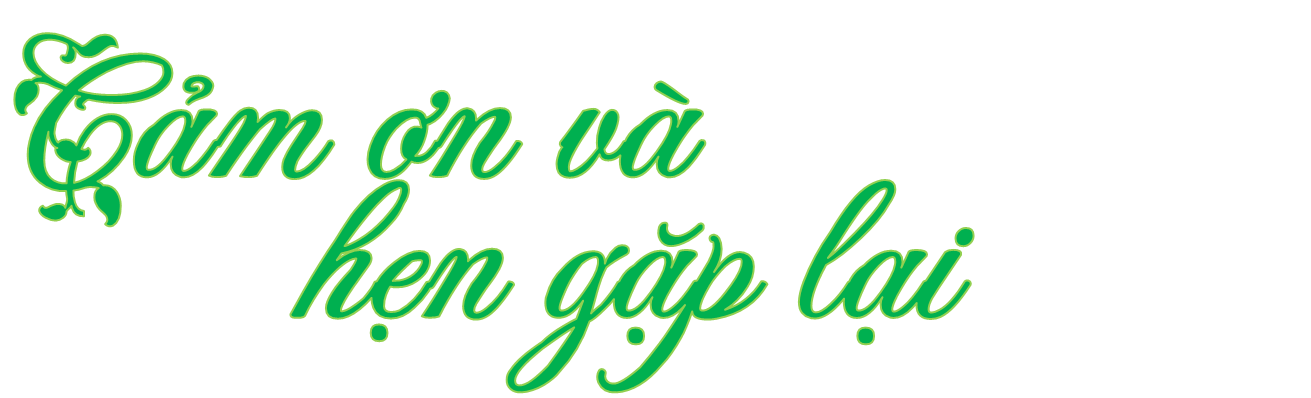 Cảm ơn và
hẹn gặp lại